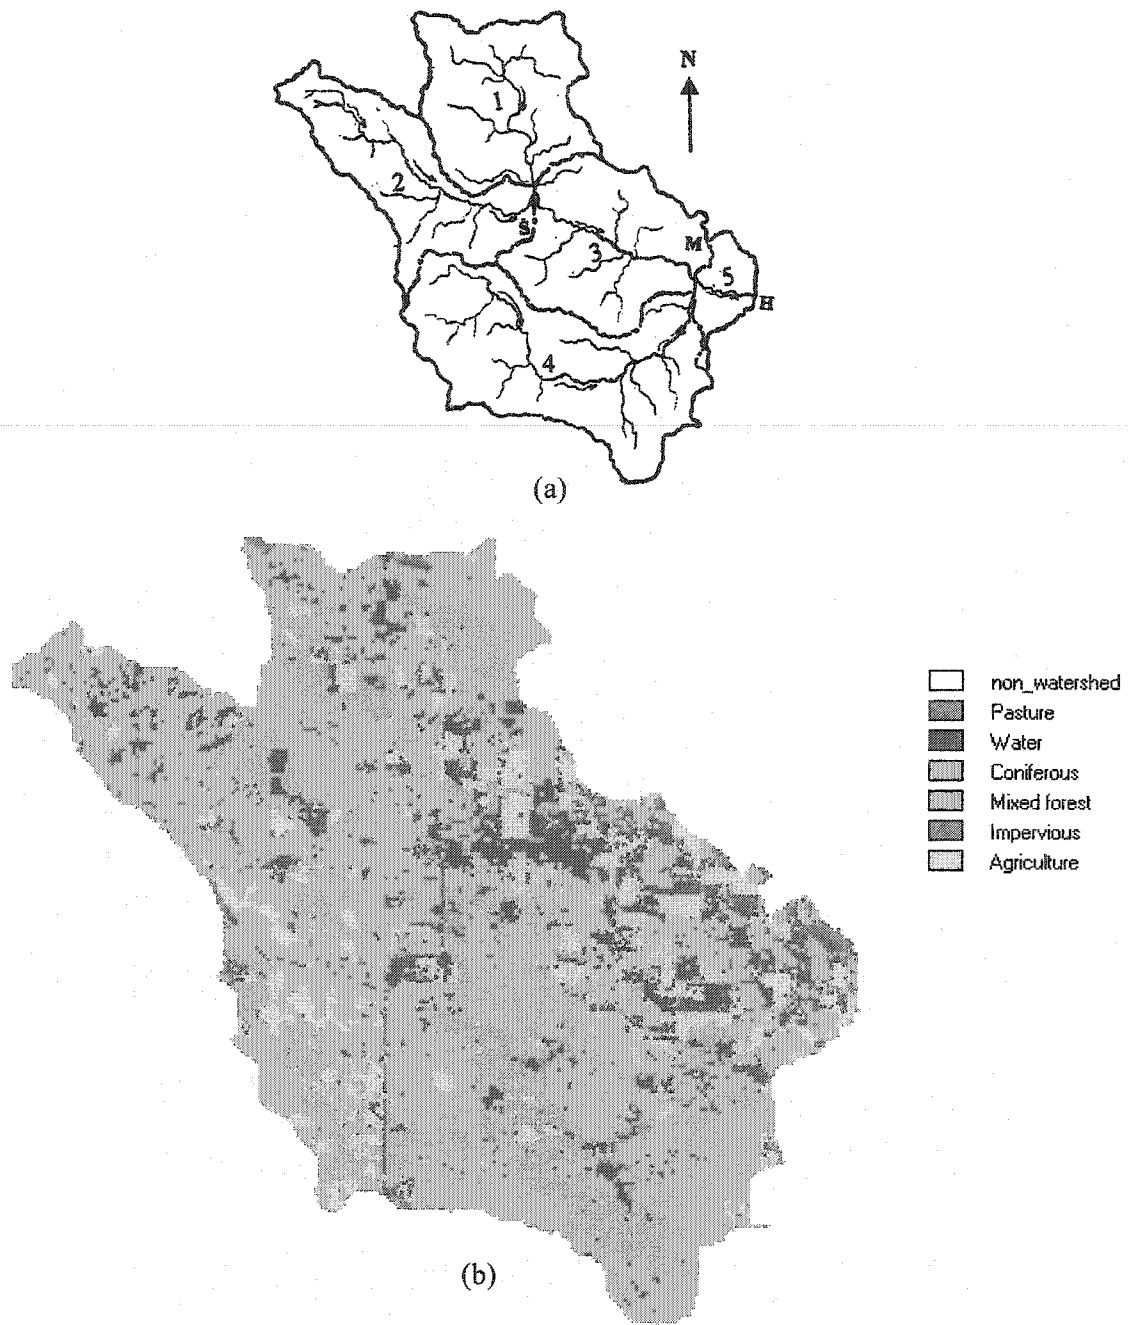 N
1
2
S
3
M
5
H
4
(a)
non_watershed
Pasture
Water
Coniferous
Mixed forest
Impervious
Agriculture
(b)